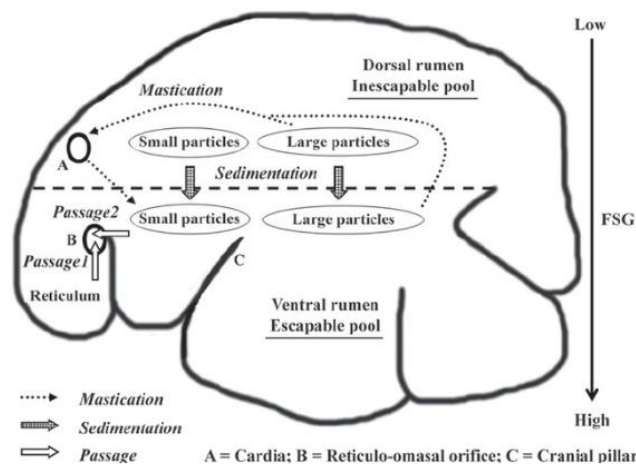 Low
Dorsal rumen
Inescapable pool
Mastication
Small particles
Large particles
A
Sedimentation
Passage2
Small particles
Large particles
FSG
B
Passage1
C
Reticulum
Ventral rumen
Escapable pool
Mastication
Sedimentation
High
Passage
A = Cardia; B = Reticulo-omasal orifice; C = Cranial pillar